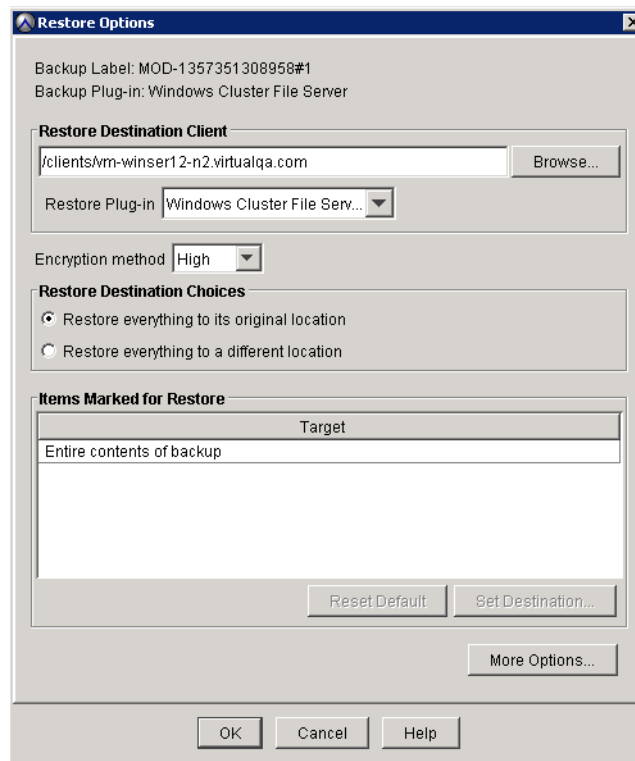 Restore Options
Backup Label: MOD-1357351308958#1
Backup Plug-in: Windows Cluster File Server
Restore Destination Client
/clients/vm-winser12-n2.virtualqa.com
Browse...
Restore Plug-in Windows Cluster File Serv...
Encryption method High
Restore Destination Choices
Restore everything to its original location
Restore everything to a different location
Items Marked for Restore
Target
Entire contents of backup
Reset Default Set Destination...
More Options...
OK Cancel Help